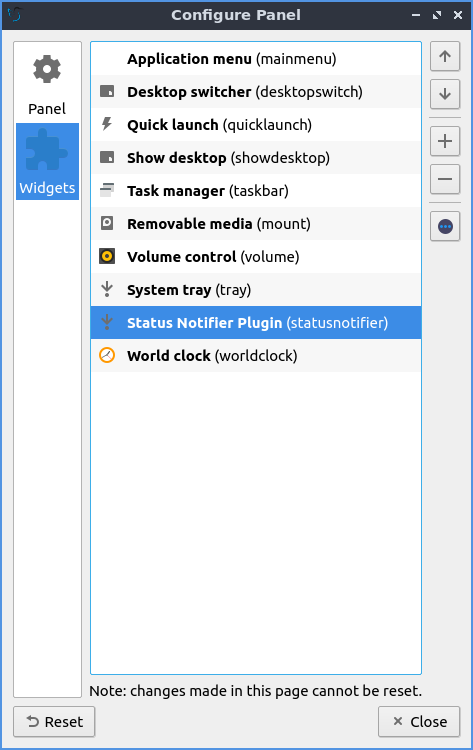 Configure Panel
Panel
Widgets
Application menu (mainmenu)
Desktop switcher (desktopswitch)
Quick launch (quicklaunch)
Show desktop (showdesktop)
Task manager (taskbar)
Removable media (mount)
Volume control (volume)
System tray (tray)
Status Notifier Plugin (statusnotifier)
World clock (worldclock)
Note: changes made in this page cannot be reset.
Reset
Close